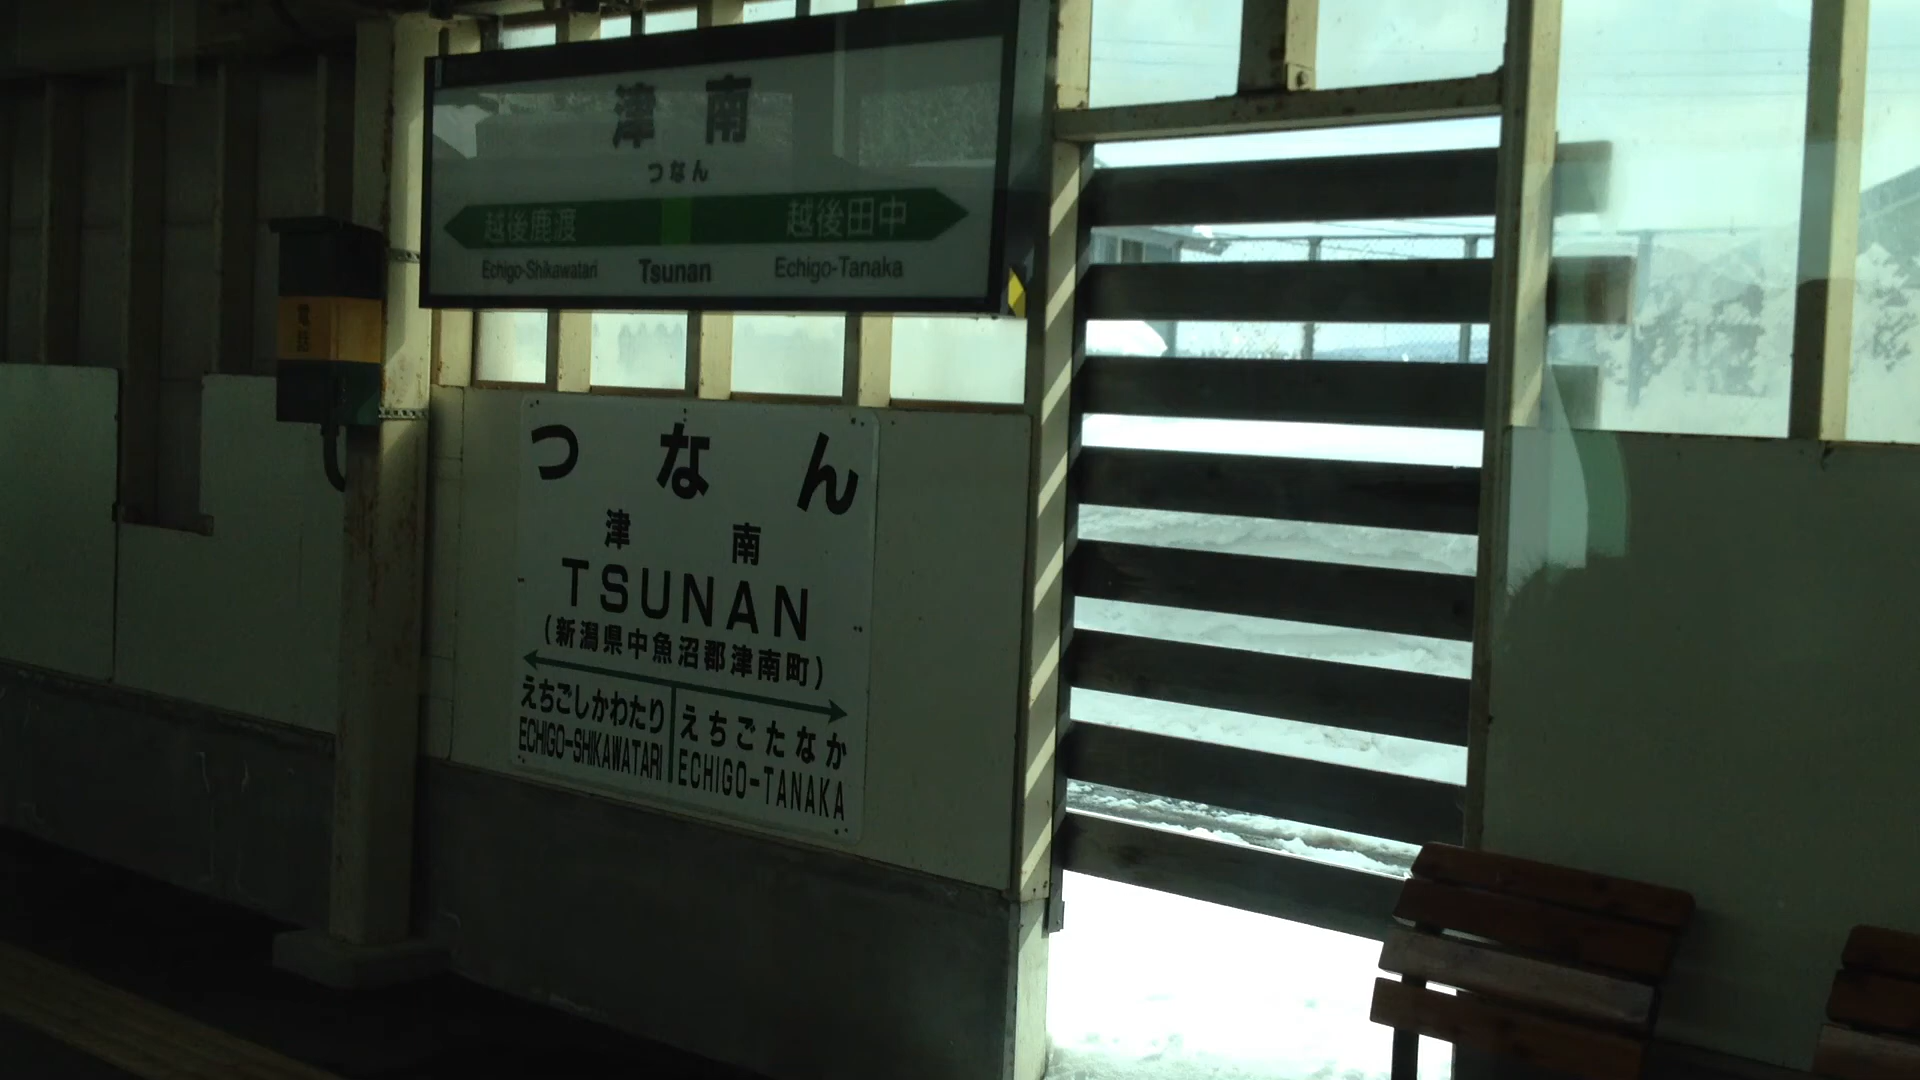 津南
つなん
越後鹿渡 越後田中
Echigo-Shikawatari Tsunan Echigo-Tanaka
電話
つなん
津南
TSUNAN
(新潟県中魚沼郡津南町)
えちごしかわたり えちごたなか
ECHIGO-SHIKAWATARI ECHIGO-TANAKA